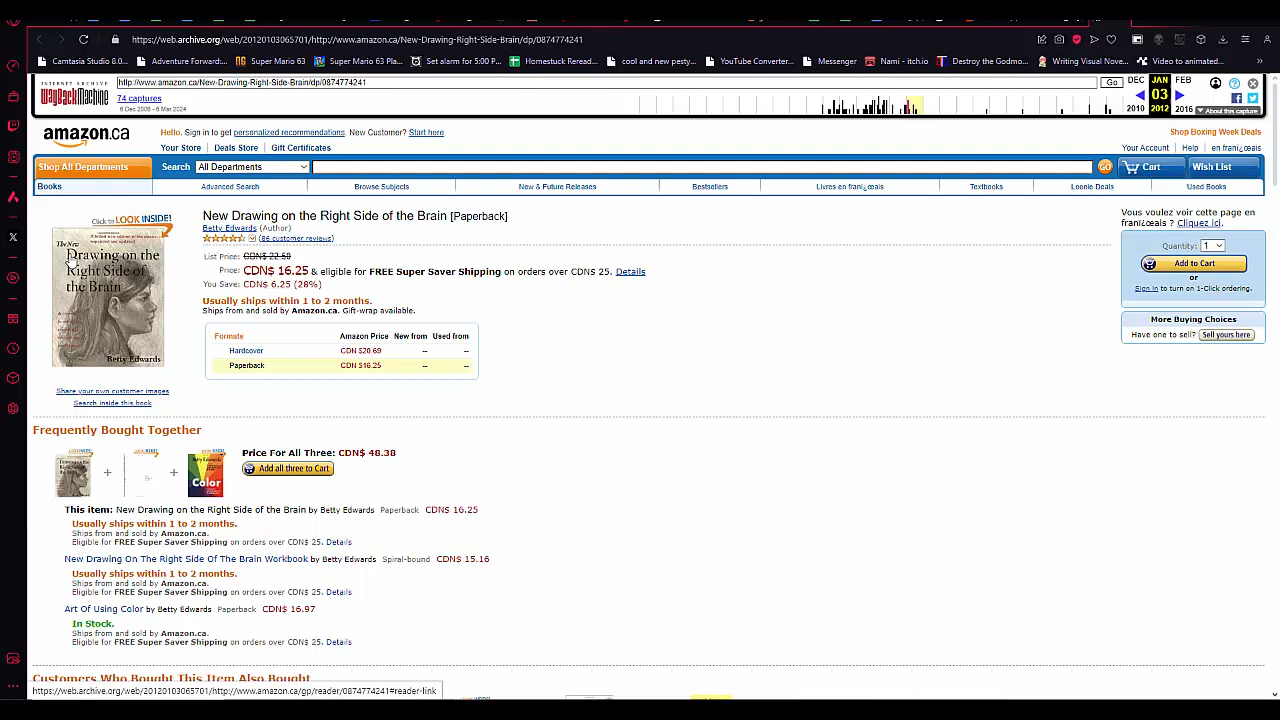 https://web.archive.org/web/20120103065701/http://www.amazon.ca/New-Drawing-Right-Side-Brain/dp/0874774241
Camtasia Studio 8.0... Adventure Forward:... Super Mario 63 Super Mario 63 Pla... Set alarm for 5:00 P... Homestuck Reread... cool and new pesty... YouTube Converter... Messenger Nami - itch.io Destroy the Godmo... Writing Visual Nove... Video to animated... »
INTERNET ARCHIVE
WayBackMachine
http://www.amazon.ca/New-Drawing-Right-Side-Brain/dp/0874774241
Go
DEC JAN FEB
74 captures
03
6 Dec 2006 - 6 Mar 2024
2010 2012 2016
About this capture
amazon.ca
Hello. Sign in to get personalized recommendations. New Customer? Start here.
Shop Boxing Week Deals
Your Store Deals Store Gift Certificates
Your Account Help en fran¿œais
Shop All Departments Search All Departments GO Cart Wish List
Books Advanced Search Browse Subjects New & Future Releases Bestsellers Livres en fran¿œais Textbooks Loonie Deals Used Books
Click to LOOK INSIDE!
The New
Drawing on the
Right Side of
the Brain
Betty Edwards
Share your own customer images
Search inside this book
New Drawing on the Right Side of the Brain [Paperback]
Betty Edwards (Author)
(86 customer reviews)
List Price: CDN$ 22.50
Price: CDN$ 16.25 & eligible for FREE Super Saver Shipping on orders over CDN$ 25. Details
You Save: CDN$ 6.25 (28%)
Usually ships within 1 to 2 months.
Ships from and sold by Amazon.ca. Gift-wrap available.
Formats Amazon Price New from Used from
Hardcover CDN $20.69 -- --
Paperback CDN $16.25 -- --
Vous voulez voir cette page en
fran¿œais ? Cliquez ici.
Quantity: 1
Add to Cart
or
Sign in to turn on 1-Click ordering.
More Buying Choices
Have one to sell? Sell yours here
Frequently Bought Together
+ + Color
Price For All Three: CDN$ 48.38
Add all three to Cart
This item: New Drawing on the Right Side of the Brain by Betty Edwards Paperback CDN$ 16.25
Usually ships within 1 to 2 months.
Ships from and sold by Amazon.ca.
Eligible for FREE Super Saver Shipping on orders over CDN$ 25. Details
New Drawing On The Right Side Of The Brain Workbook by Betty Edwards Spiral-bound CDN$ 15.16
Usually ships within 1 to 2 months.
Ships from and sold by Amazon.ca.
Eligible for FREE Super Saver Shipping on orders over CDN$ 25. Details
Art Of Using Color by Betty Edwards Paperback CDN$ 16.97
In Stock.
Ships from and sold by Amazon.ca.
Eligible for FREE Super Saver Shipping on orders over CDN$ 25. Details
Customers Who Bought This Item Also Bought
https://web.archive.org/web/20120103065701/http://www.amazon.ca/gp/reader/0874774241#reader-link